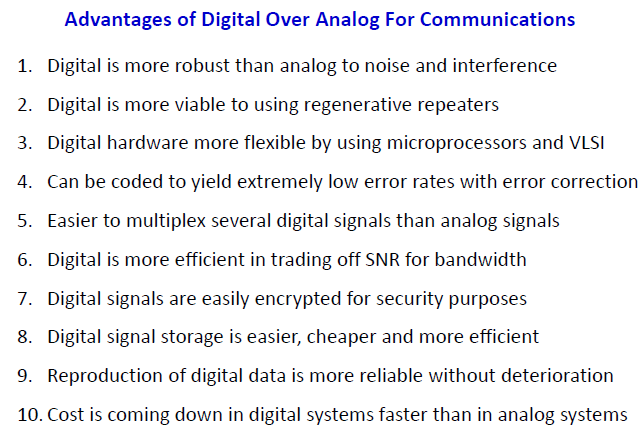 Advantages of Digital Over Analog For Communications
1. Digital is more robust than analog to noise and interference
2. Digital is more viable to using regenerative repeaters
3. Digital hardware more flexible by using microprocessors and VLSI
4. Can be coded to yield extremely low error rates with error correction
5. Easier to multiplex several digital signals than analog signals
6. Digital is more efficient in trading off SNR for bandwidth
7. Digital signals are easily encrypted for security purposes
8. Digital signal storage is easier, cheaper and more efficient
9. Reproduction of digital data is more reliable without deterioration
10. Cost is coming down in digital systems faster than in analog systems